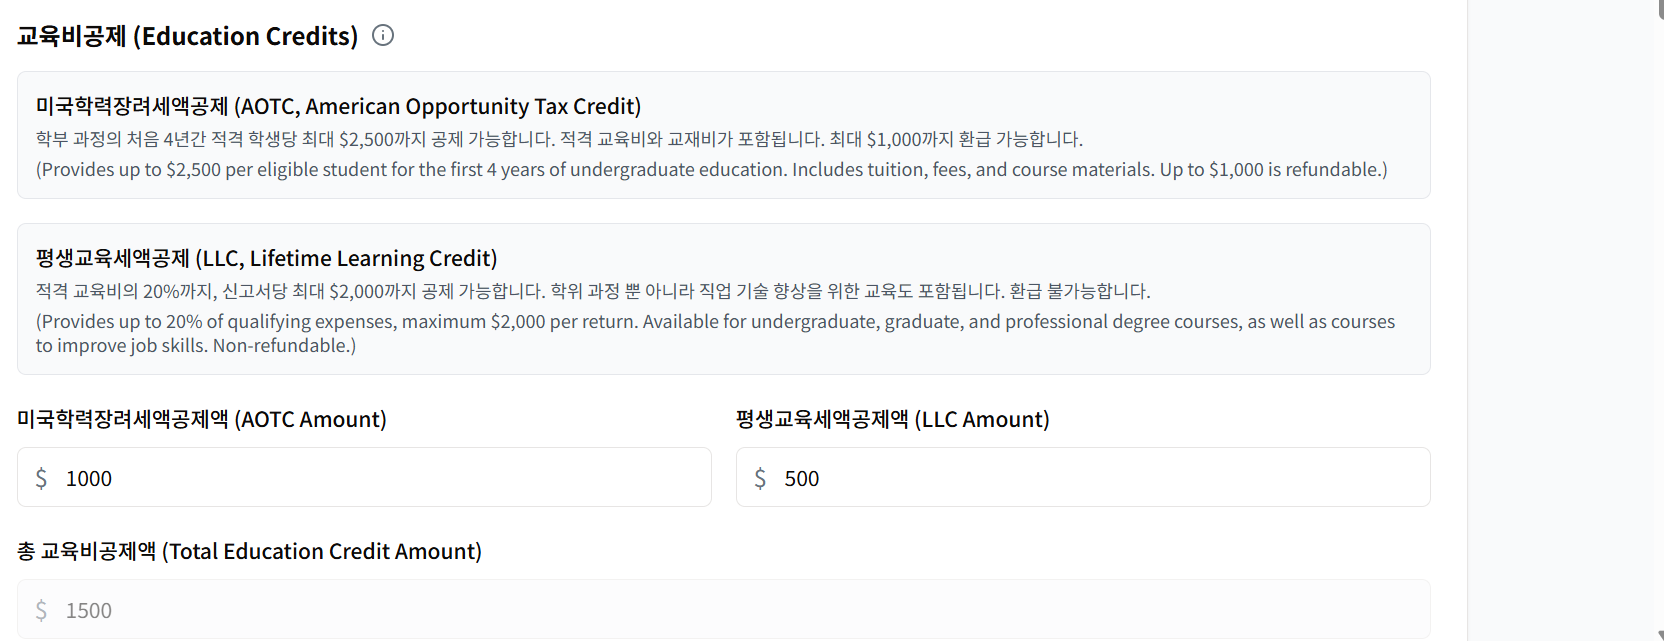 교육비공제 (Education Credits)
미국학력장려세액공제 (AOTC, American Opportunity Tax Credit)
학부 과정의 처음 4년간 적격 학생당 최대 $2,500까지 공제 가능합니다. 적격 교육비와 교재비가 포함됩니다. 최대 $1,000까지 환급 가능합니다.
(Provides up to $2,500 per eligible student for the first 4 years of undergraduate education. Includes tuition, fees, and course materials. Up to $1,000 is refundable.)
평생교육세액공제 (LLC, Lifetime Learning Credit)
적격 교육비의 20%까지, 신고서당 최대 $2,000까지 공제 가능합니다. 학위 과정 뿐 아니라 직업 기술 향상을 위한 교육도 포함됩니다. 환급 불가능합니다.
(Provides up to 20% of qualifying expenses, maximum $2,000 per return. Available for undergraduate, graduate, and professional degree courses, as well as courses
to improve job skills. Non-refundable.)
미국학력장려세액공제액 (AOTC Amount)
$ 1000
평생교육세액공제액 (LLC Amount)
$ 500
총 교육비공제액 (Total Education Credit Amount)
$ 1500